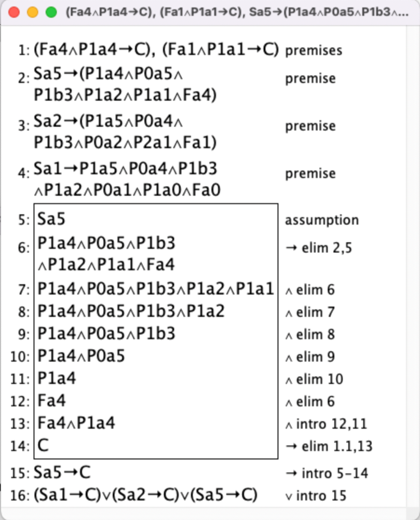 (Fa4∧P1a4→C), (Fa1∧P1a1→C), Sa5→(P1a4∧P0a5∧P1b3∧...
1: (Fa4∧P1a4→C), (Fa1∧P1a1→C) premises
2: Sa5→(P1a4∧P0a5∧ premise
P1b3∧P1a2∧P1a1∧Fa4)
3: Sa2→(P1a5∧P0a4∧ premise
P1b3∧P0a2∧P2a1∧Fa1)
4: Sa1→P1a5∧P0a4∧P1b3 premise
∧P1a2∧P0a1∧P1a0∧Fa0
5: Sa5 assumption
6: P1a4∧P0a5∧P1b3 → elim 2,5
∧P1a2∧P1a1∧Fa4
7: P1a4∧P0a5∧P1b3∧P1a2∧P1a1 ∧ elim 6
8: P1a4∧P0a5∧P1b3∧P1a2 ∧ elim 7
9: P1a4∧P0a5∧P1b3 ∧ elim 8
10: P1a4∧P0a5 ∧ elim 9
11: P1a4 ∧ elim 10
12: Fa4 ∧ elim 6
13: Fa4∧P1a4 ∧ intro 12,11
14: C → elim 1.1,13
15: Sa5→C → intro 5-14
16: (Sa1→C)∨(Sa2→C)∨(Sa5→C) ∨ intro 15